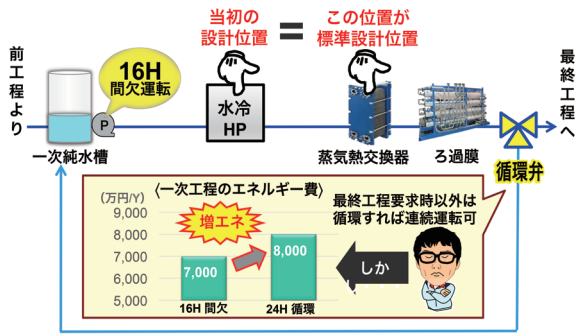 当初の
設計位置
＝
この位置が
標準設計位置
前工程より
16H
間欠運転
P
水冷
HP
最終工程へ
一次純水槽
蒸気熱交換器
ろ過膜
循環弁
〈一次工程のエネルギー費〉
(万円/Y)
9,000
8,000
7,000
6,000
5,000
増エネ
7,000
8,000
16H 間欠
24H 循環
最終工程要求時以外は
循環すれば連続運転可
しか